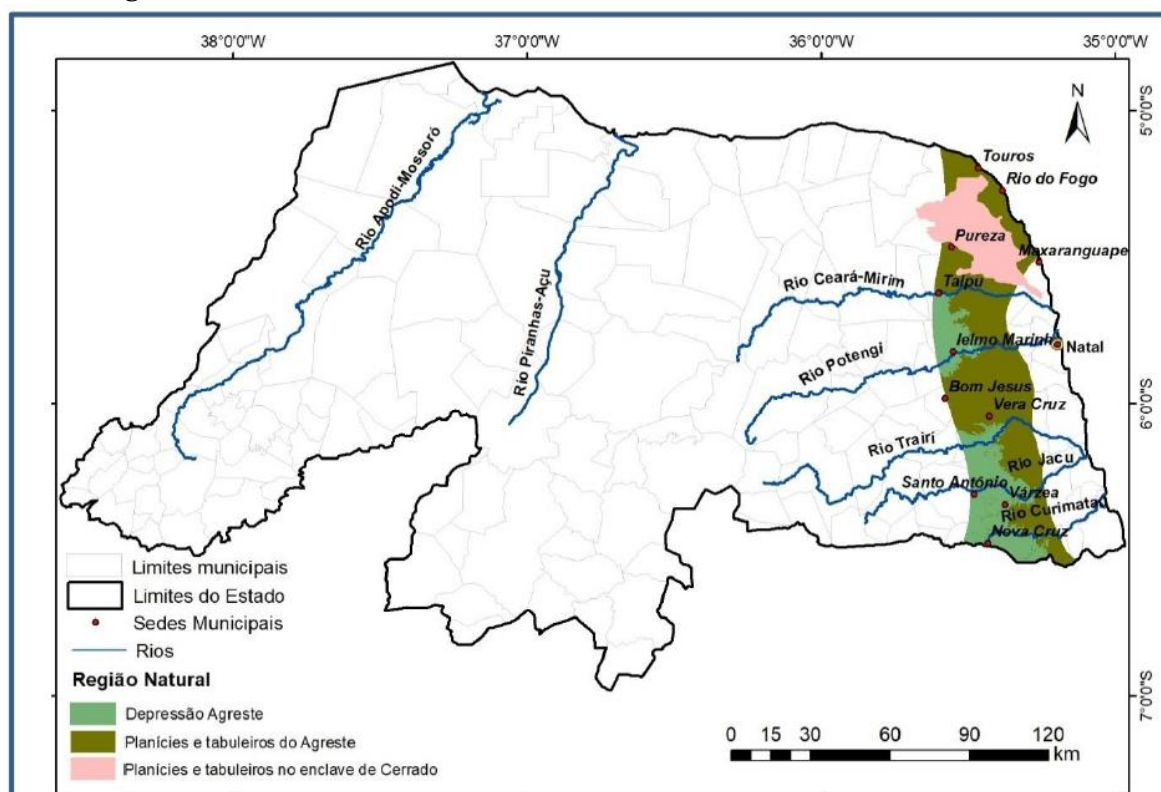 38°0'0"W 37°0'0"W 36°0'0"W 35°0'0"W
N
5°0'0"S
6°0'0"S
7°0'0"S
Touros
Rio do Fogo
Pureza
Maxaranguape
Rio Apodi-Mossoró
Rio Piranhas-Açu
Rio Ceará-Mirim
Taipu
Ielmo Marinho
Natal
Rio Potengi
Bom Jesus
Vera Cruz
Rio Trairí
Rio Jacu
Santo Antônio
Várzea
Rio Curimataú
Nova Cruz
Limites municipais
Limites do Estado
Sedes Municipais
Rios
Região Natural
Depressão Agreste
Planícies e tabuleiros do Agreste
Planícies e tabuleiros no enclave de Cerrado
0 15 30 60 90 120
km